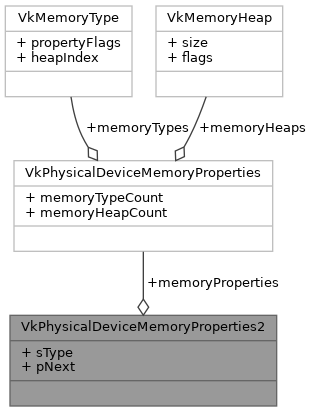 VkMemoryType
+ propertyFlags
+ heapIndex
VkMemoryHeap
+ size
+ flags
+memoryTypes
+memoryHeaps
VkPhysicalDeviceMemoryProperties
+ memoryTypeCount
+ memoryHeapCount
+memoryProperties
VkPhysicalDeviceMemoryProperties2
+ sType
+ pNext